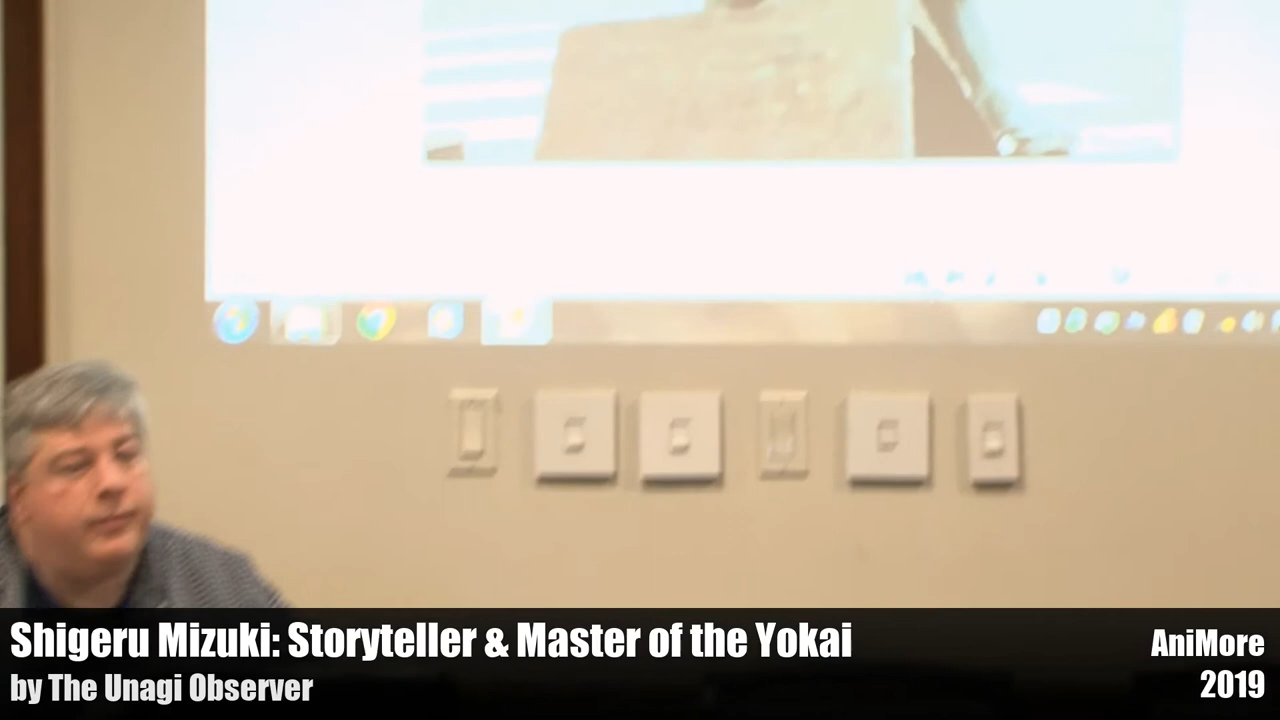 Shigeru Mizuki: Storyteller & Master of the Yokai
by The Unagi Observer
AniMore
2019